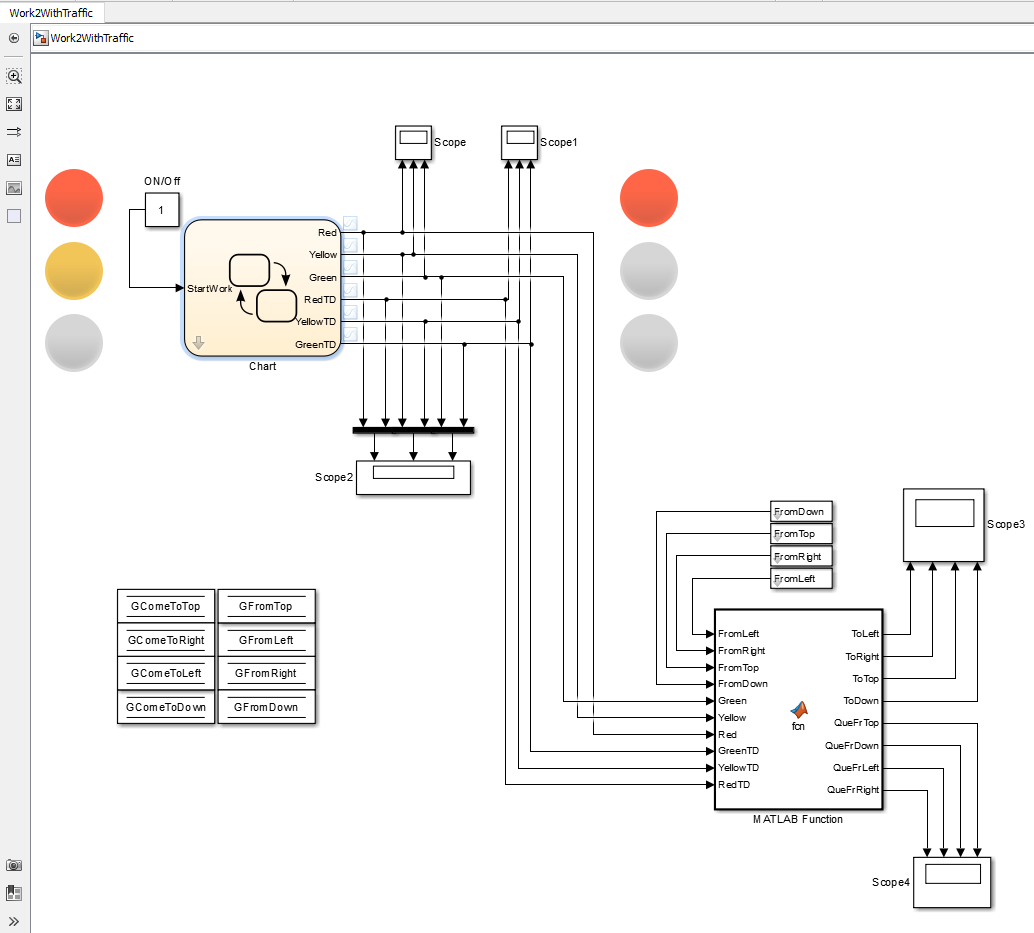 Work2WithTraffic
Work2WithTraffic
Scope
Scope1
ON/Off
1
StartWork
Red
Yellow
Green
RedTD
YellowTD
GreenTD
Chart
Scope2
FromDown
FromTop
FromRight
FromLeft
Scope3
GComeToTop
GFromTop
GComeToRight
GFromLeft
GComeToLeft
GFromRight
GComeToDown
GFromDown
FromLeft
FromRight
FromTop
FromDown
Green
Yellow
Red
GreenTD
YellowTD
RedTD
fcn
ToLeft
ToRight
ToTop
ToDown
QueFrTop
QueFrDown
QueFrLeft
QueFrRight
MATLAB Function
Scope4